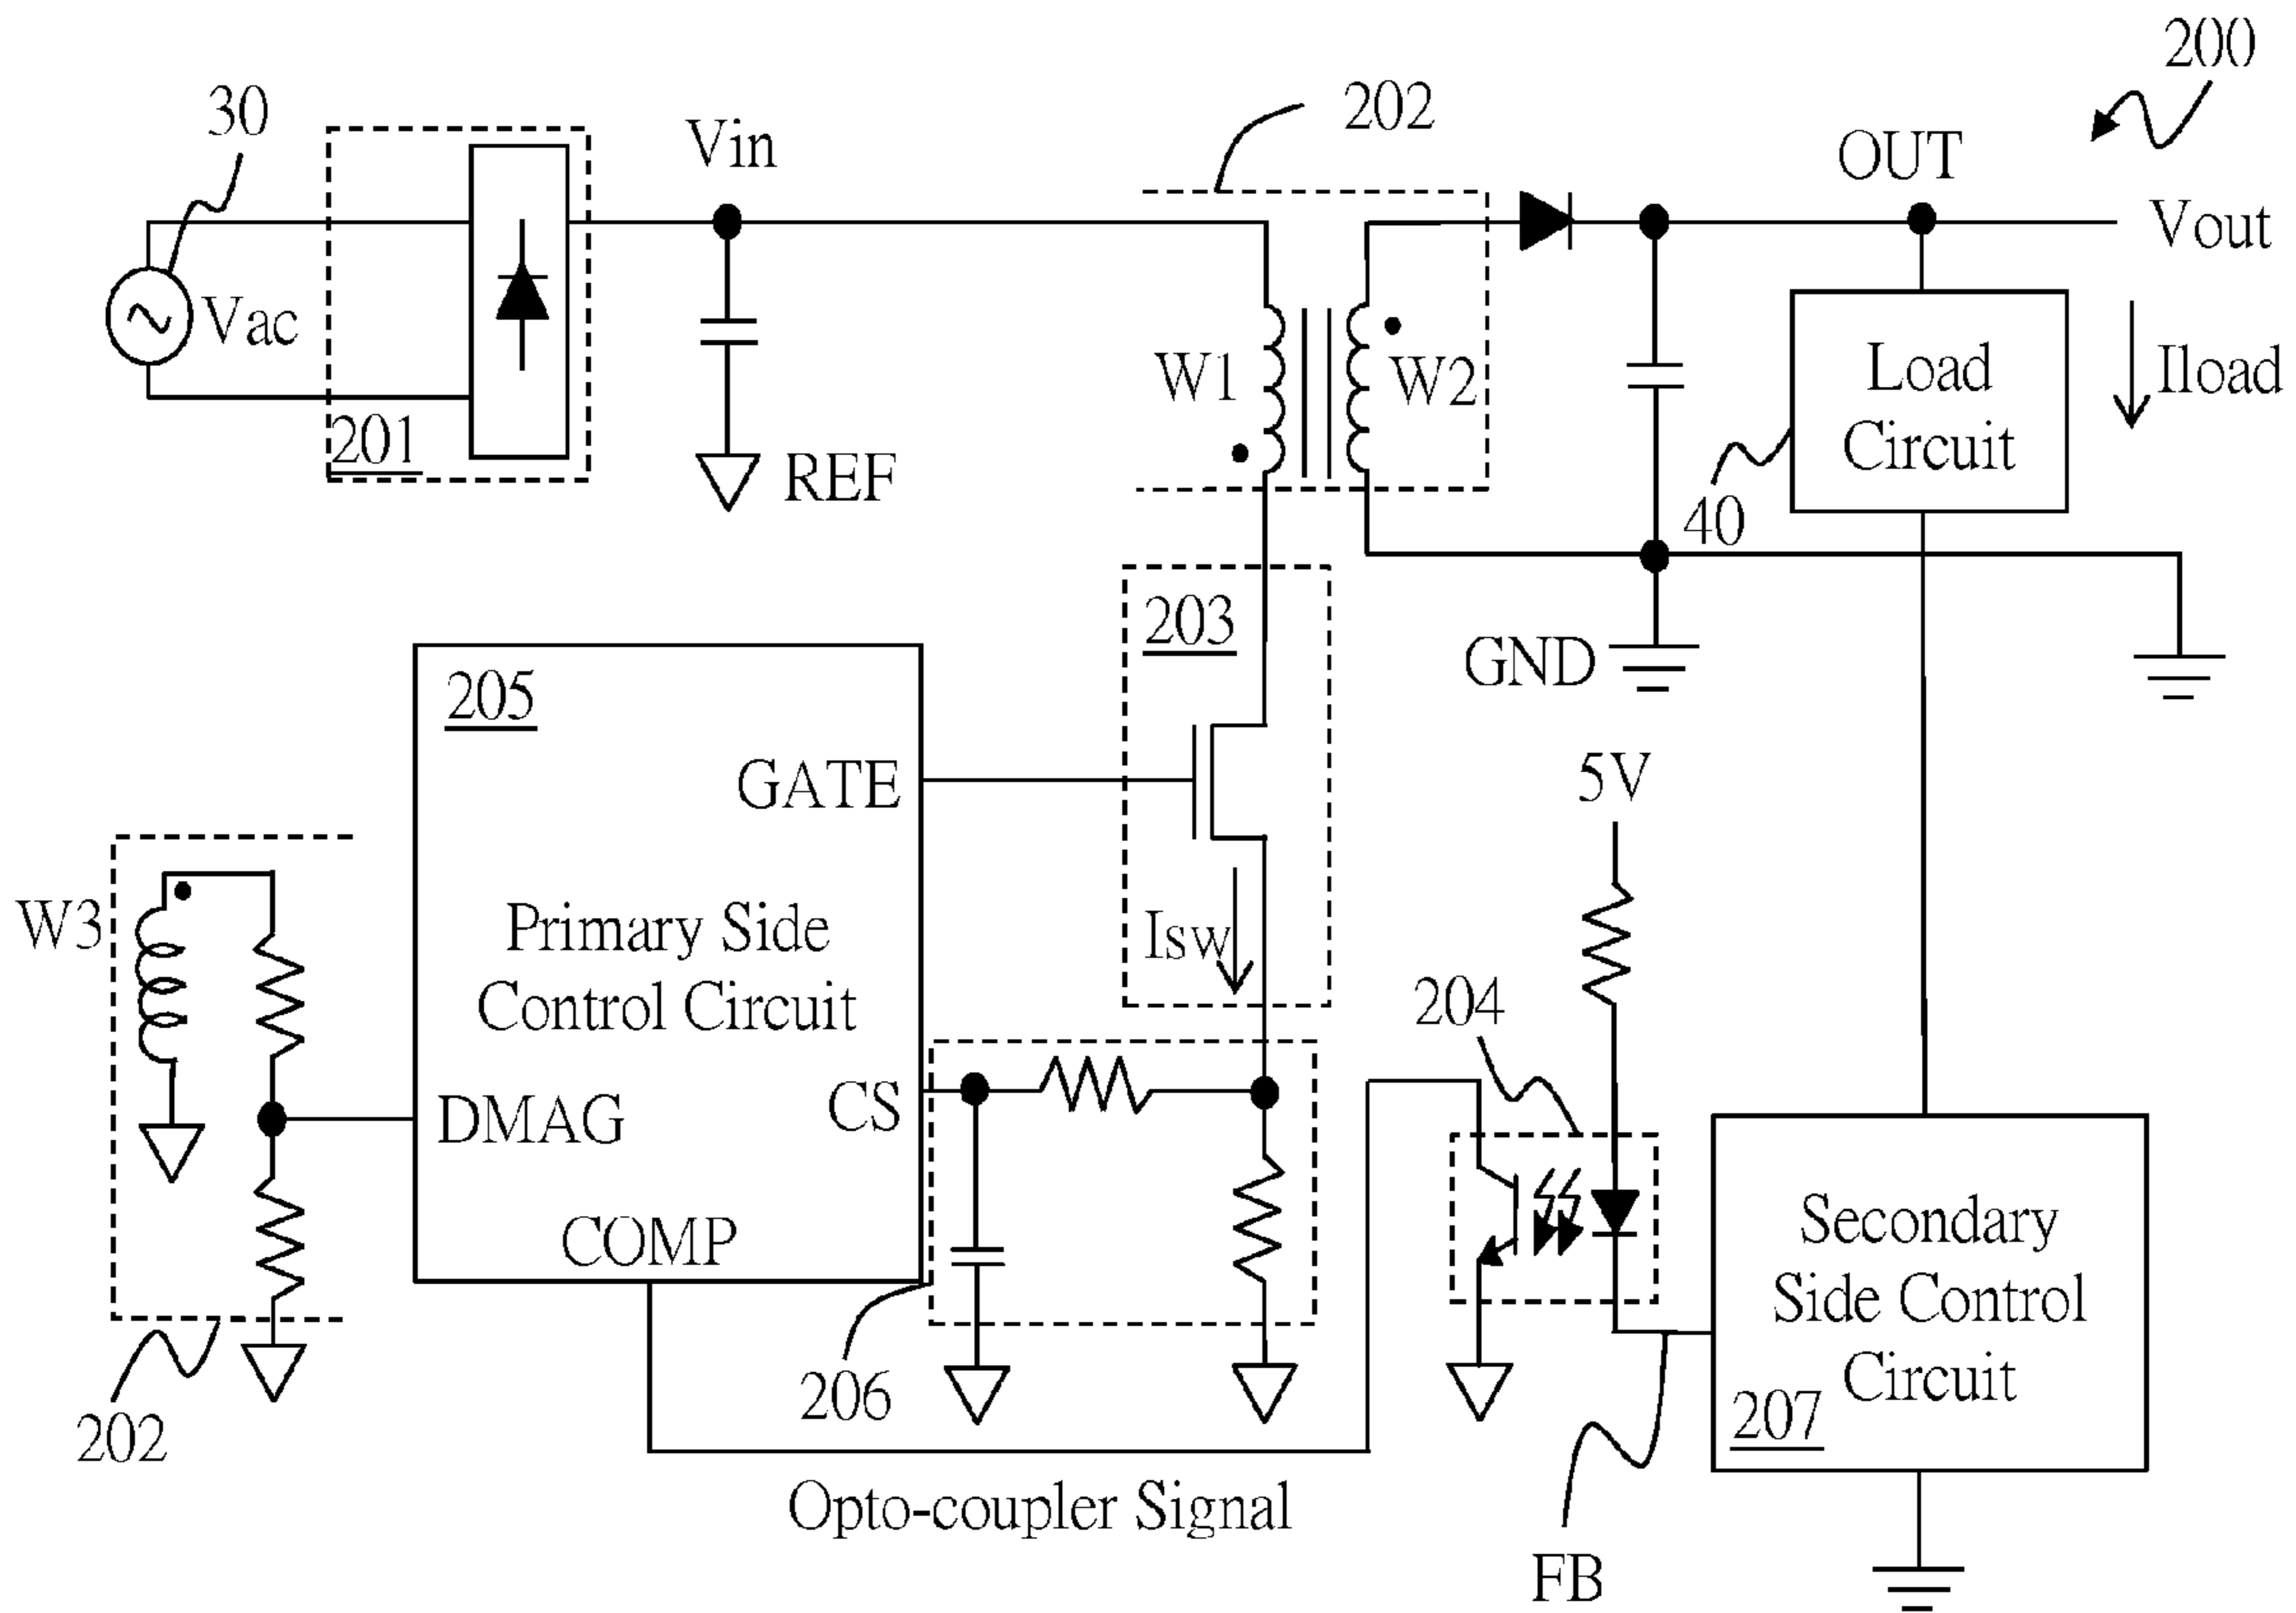 200
30
202
Vin
OUT
Vout
Vac
201
REF
W1
W2
Load
Circuit
Iload
40
203
GND
205
GATE
5V
W3
Primary Side
Control Circuit
Isw
204
DMAG
CS
COMP
Secondary
Side Control
Circuit
207
206
202
Opto-coupler Signal
FB